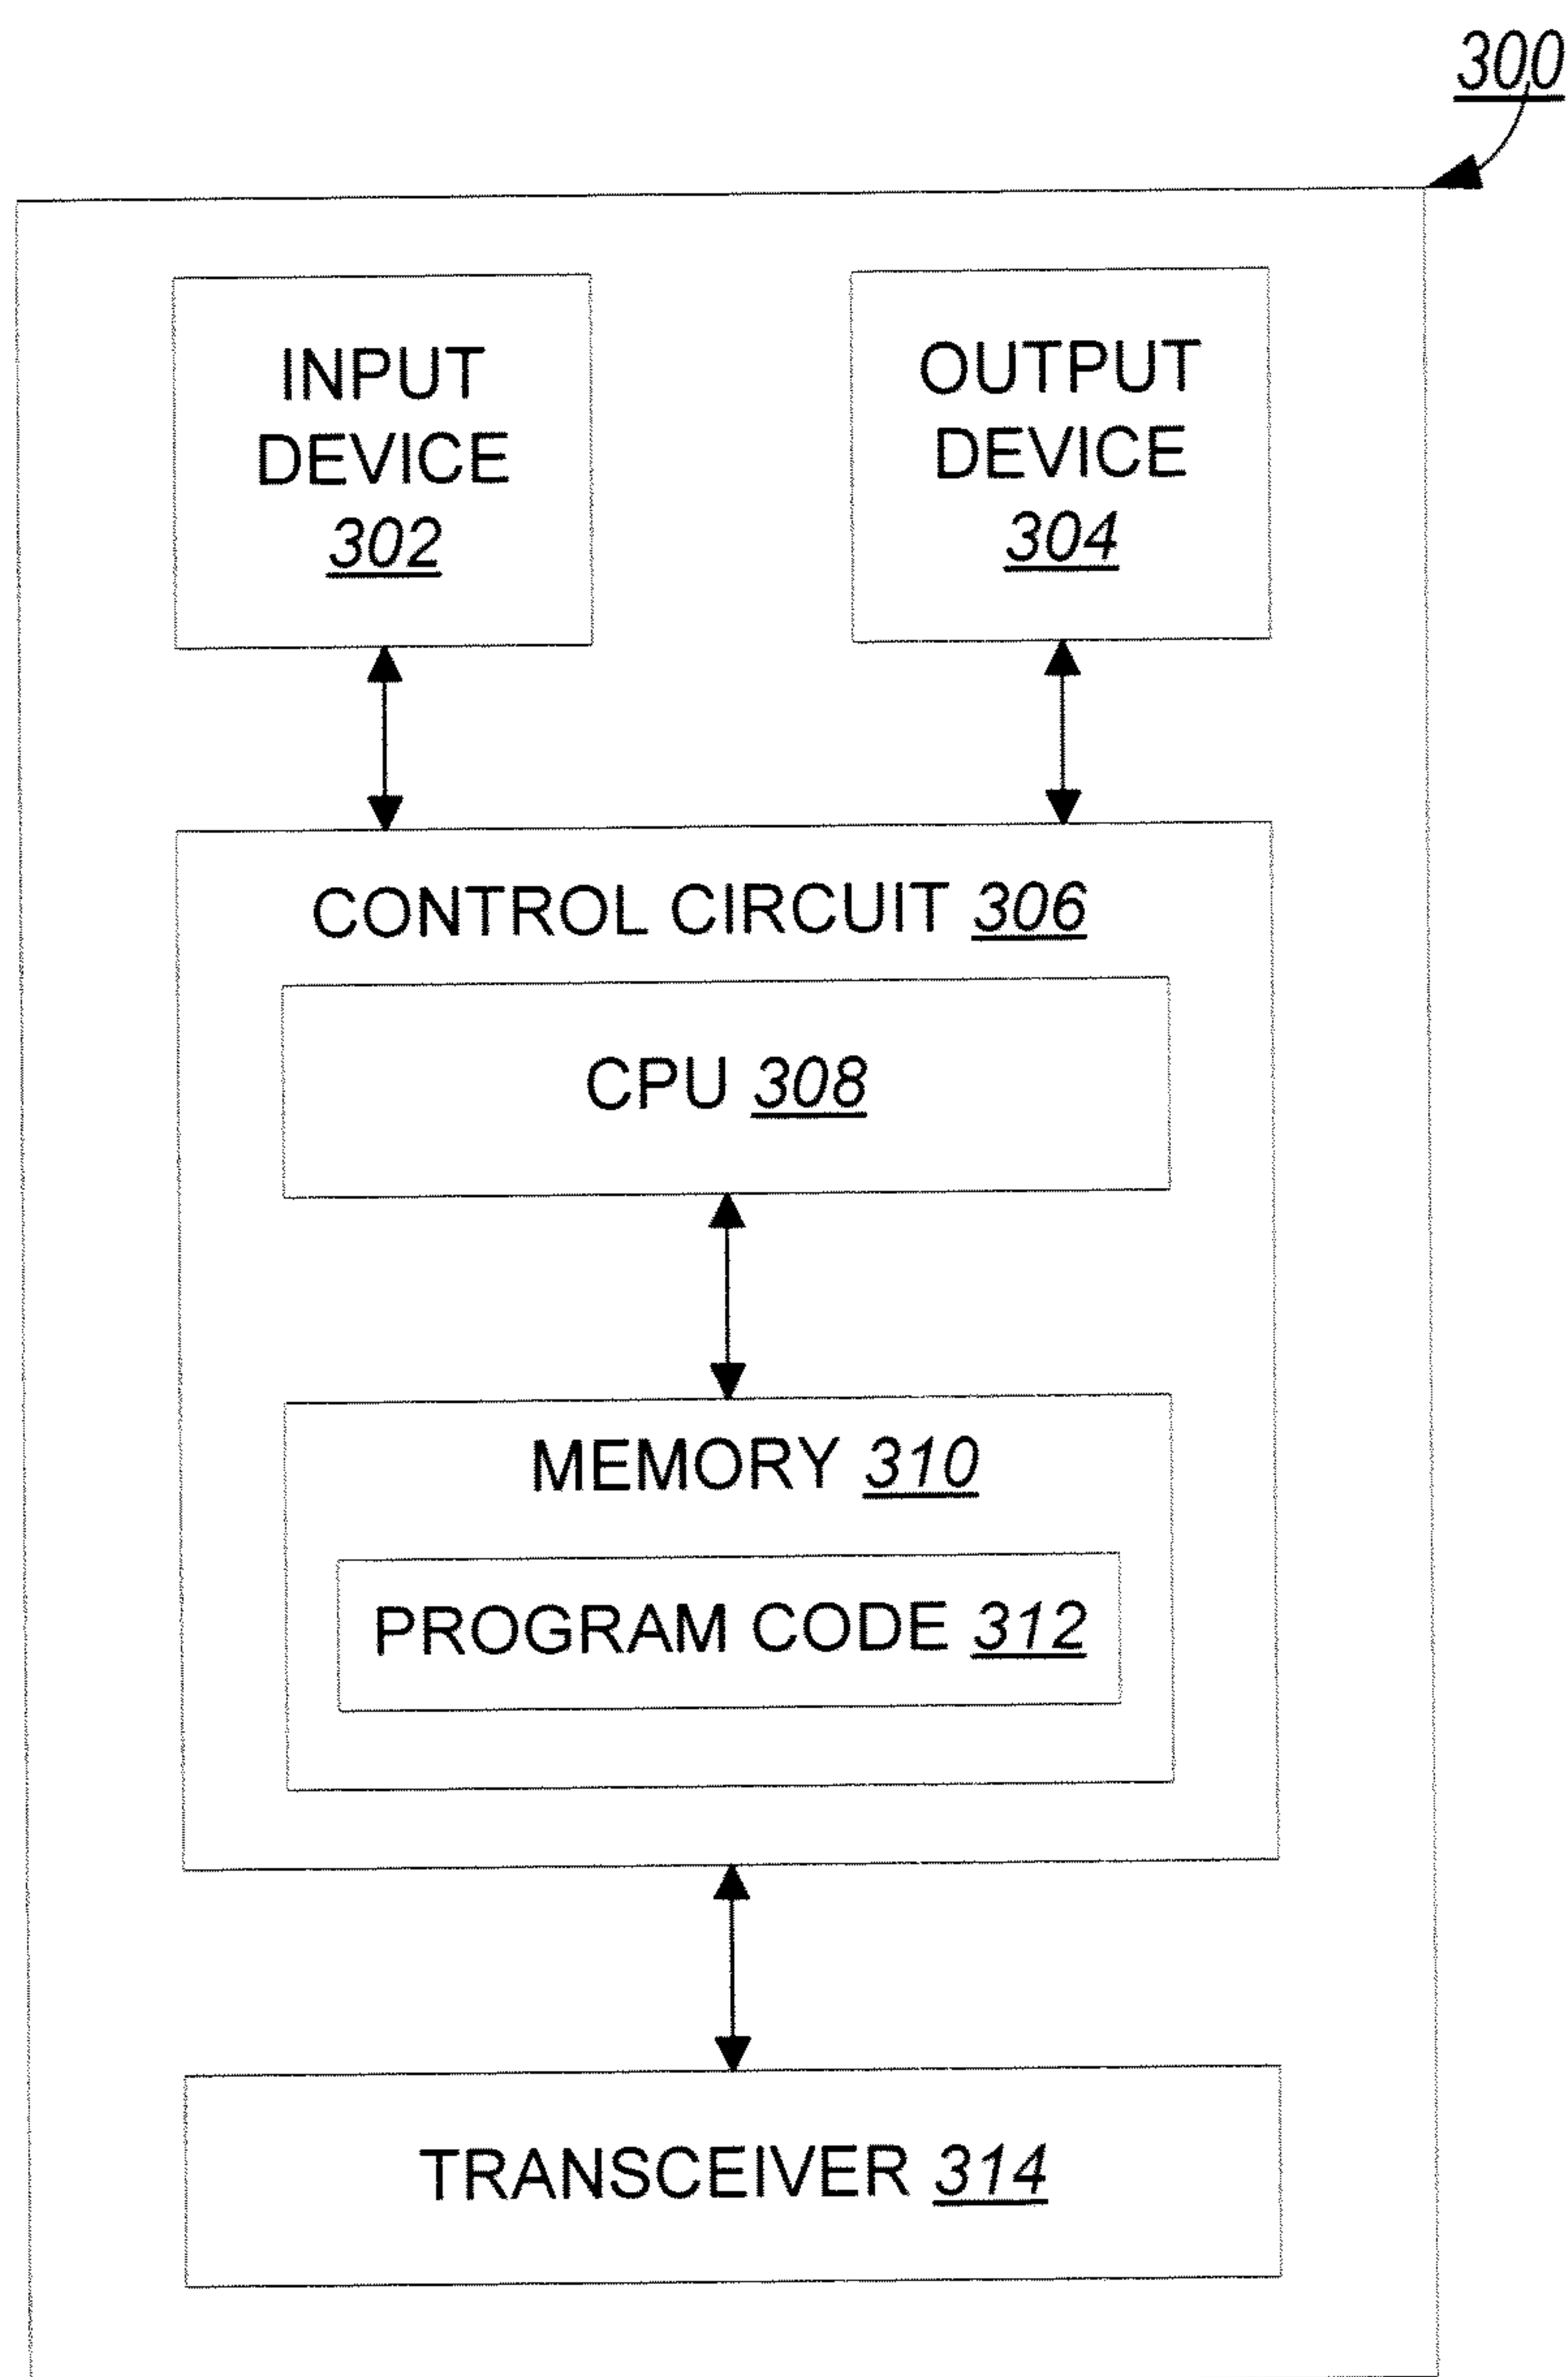 300
INPUT
DEVICE
302
OUTPUT
DEVICE
304
CONTROL CIRCUIT 306
CPU 308
MEMORY 310
PROGRAM CODE 312
TRANSCEIVER 314